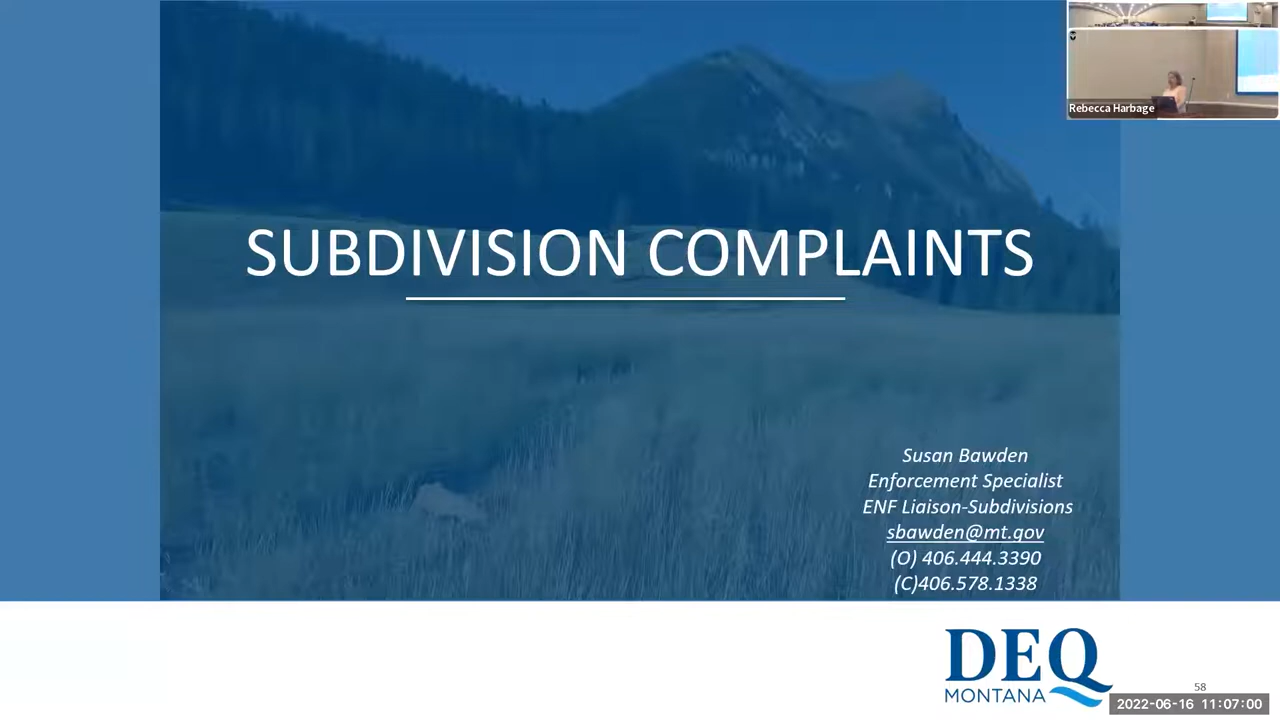 Rebecca Harbage
SUBDIVISION COMPLAINTS
Susan Bawden
Enforcement Specialist
ENF Liaison-Subdivisions
sbawden@mt.gov
(O) 406.444.3390
(C)406.578.1338
DEQ
MONTANA
58
2022-06-16 11:07:00